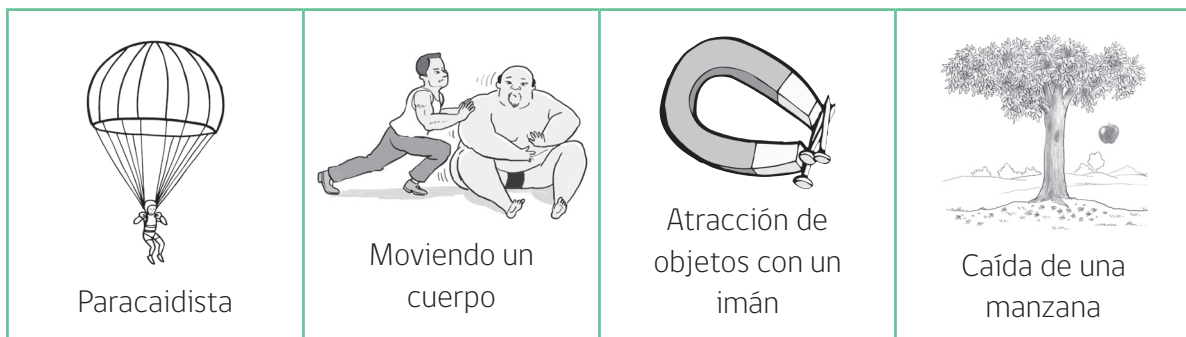 Paracaidista
Moviendo un
cuerpo
Atracción de
objetos con un
imán
Caída de una
manzana